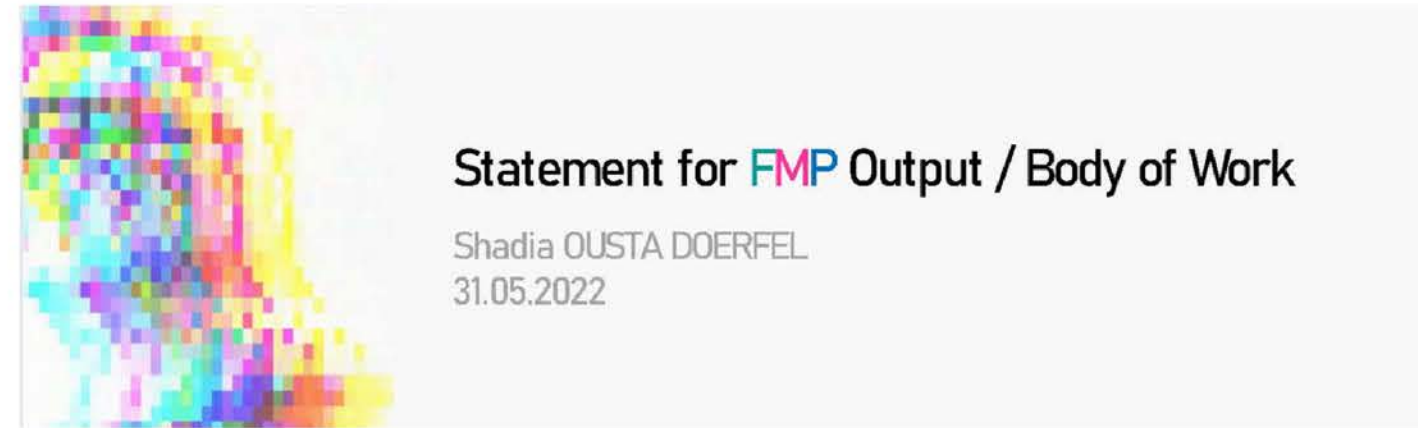 Statement for FMP Output / Body of Work
Shadia OUSTA DOERFEL
31.05.2022